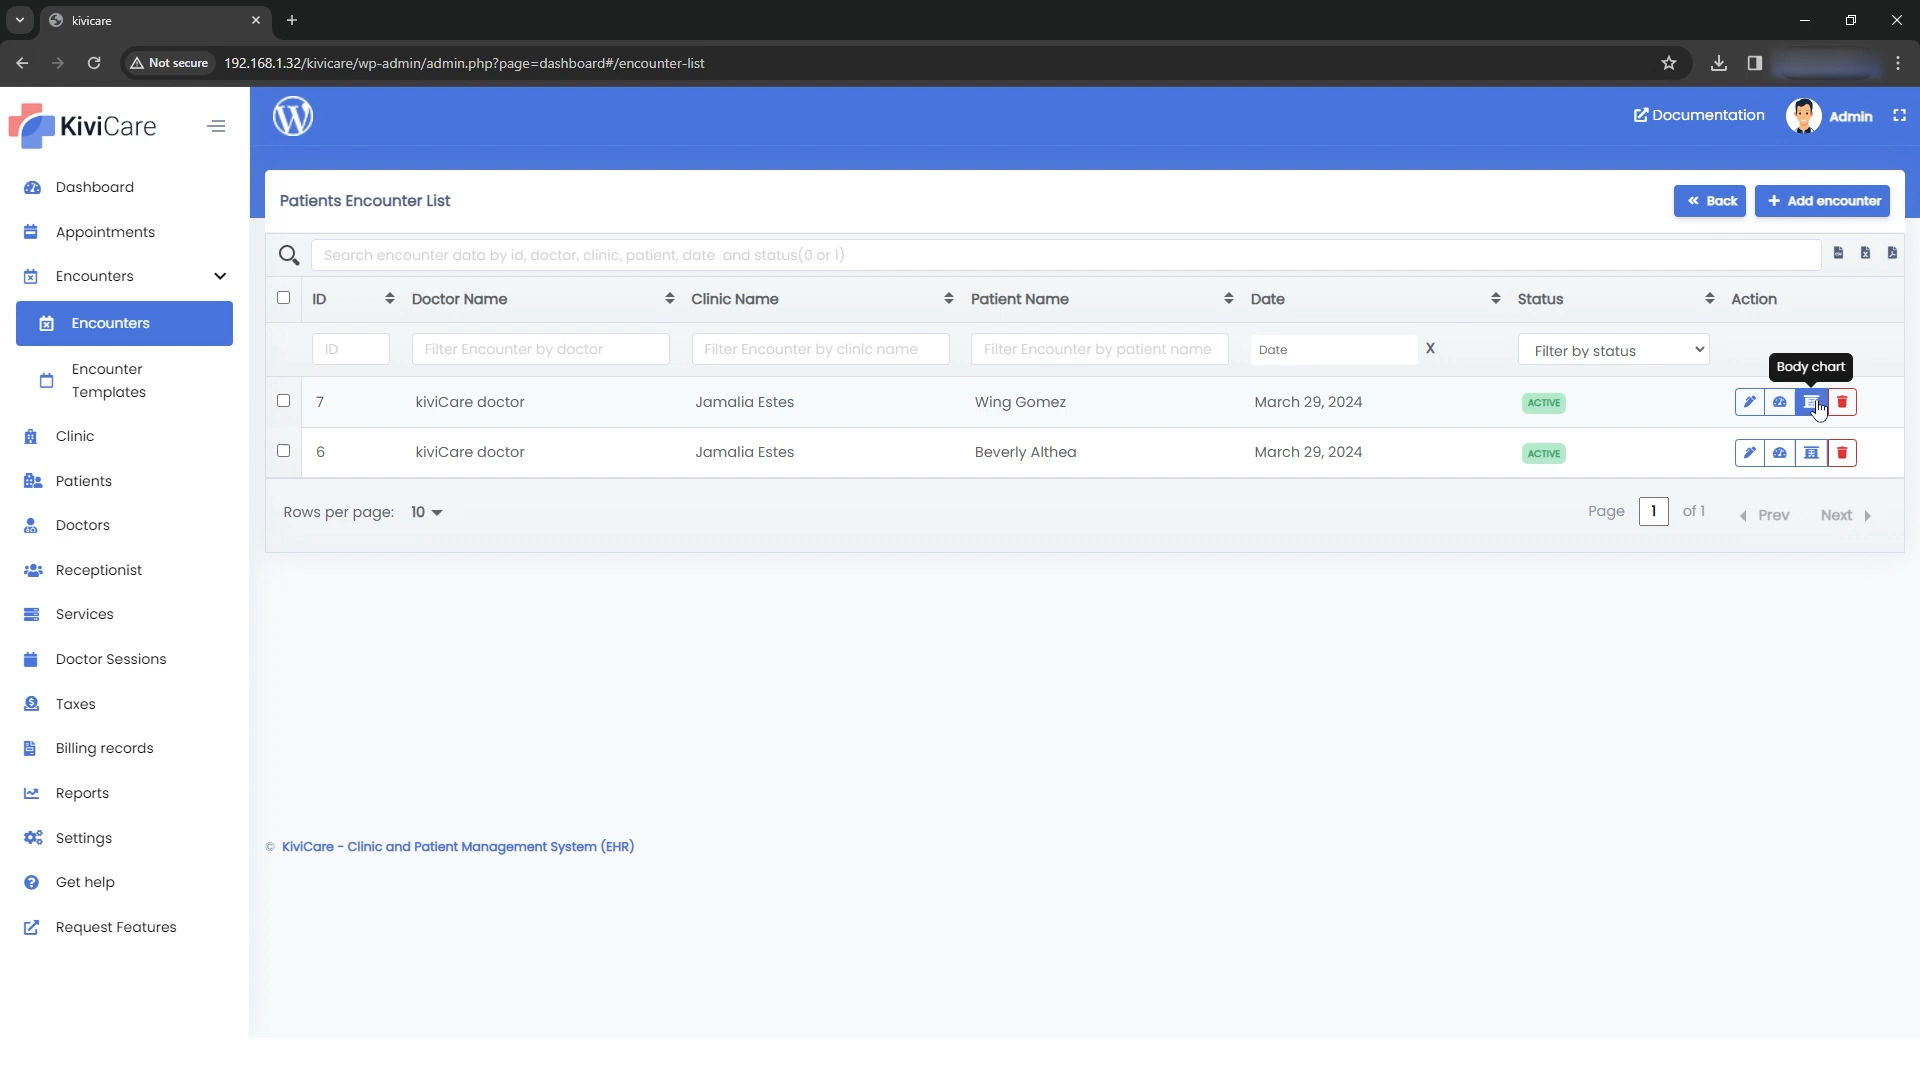 kivicare
Not secure
192.168.1.32/kivicare/wp-admin/admin.php?page=dashboard#/encounter-list
KiviCare
Documentation
Admin
Dashboard
Appointments
Encounters
Encounters
Encounter
Templates
Clinic
Patients
Doctors
Receptionist
Services
Doctor Sessions
Taxes
Billing records
Reports
Settings
Get help
Request Features
Patients Encounter List
Back
Add encounter
Search encounter data by id, doctor, clinic, patient, date and status(0 or 1)
ID Doctor Name Clinic Name Patient Name Date Status Action
ID Filter Encounter by doctor Filter Encounter by clinic name Filter Encounter by patient name Date X Filter by status
Body chart
7 kiviCare doctor Jamalia Estes Wing Gomez March 29, 2024 ACTIVE
6 kiviCare doctor Jamalia Estes Beverly Althea March 29, 2024 ACTIVE
Rows per page: 10 Page 1 of 1 Prev Next
© KiviCare - Clinic and Patient Management System (EHR)